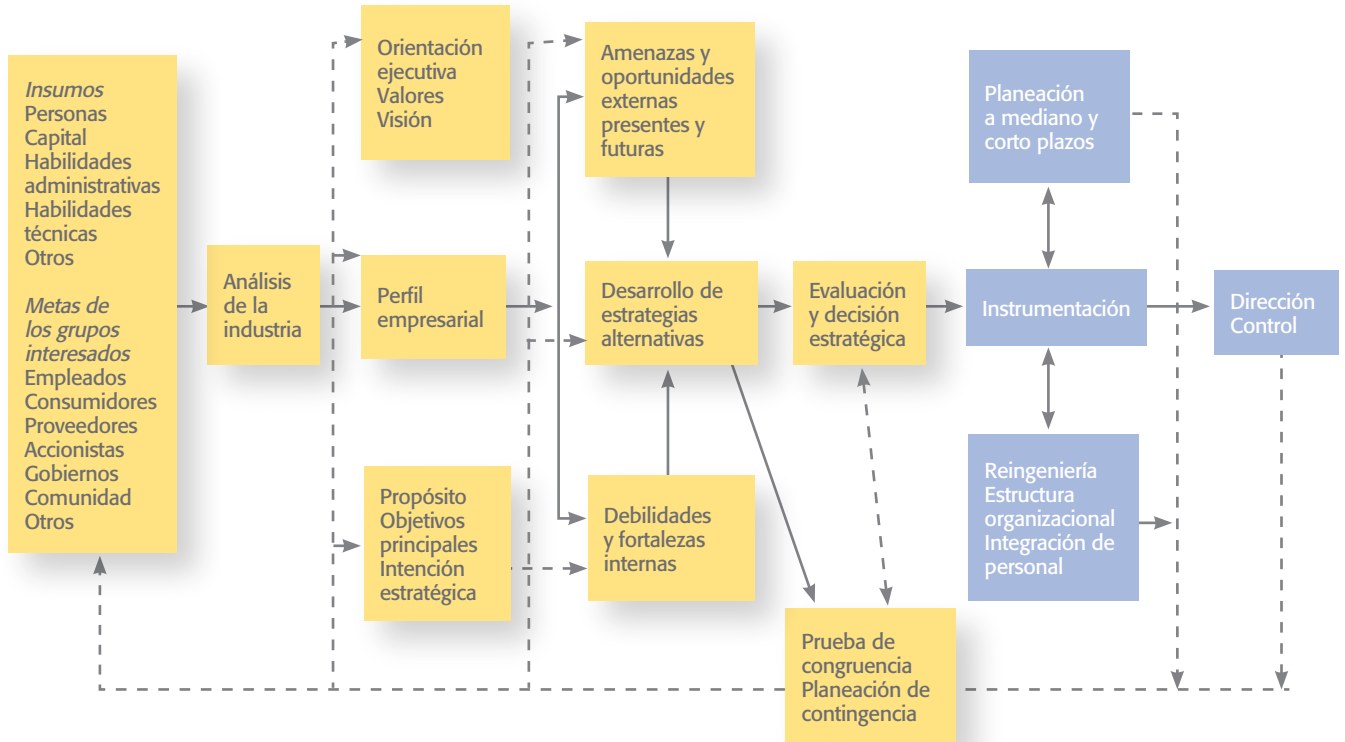 Insumos
Personas
Capital
Habilidades
administrativas
Habilidades
técnicas
Otros
Metas de
los grupos
interesados
Empleados
Consumidores
Proveedores
Accionistas
Gobiernos
Comunidad
Otros
Análisis
de la
industria
Orientación
ejecutiva
Valores
Visión
Perfil
empresarial
Propósito
Objetivos
principales
Intención
estratégica
Amenazas y
oportunidades
externas
presentes y
futuras
Desarrollo de
estrategias
alternativas
Debilidades
y fortalezas
internas
Evaluación
y decisión
estratégica
Prueba de
congruencia
Planeación de
contingencia
Planeación
a mediano y
corto plazos
Instrumentación
Reingeniería
Estructura
organizacional
Integración de
personal
Dirección
Control